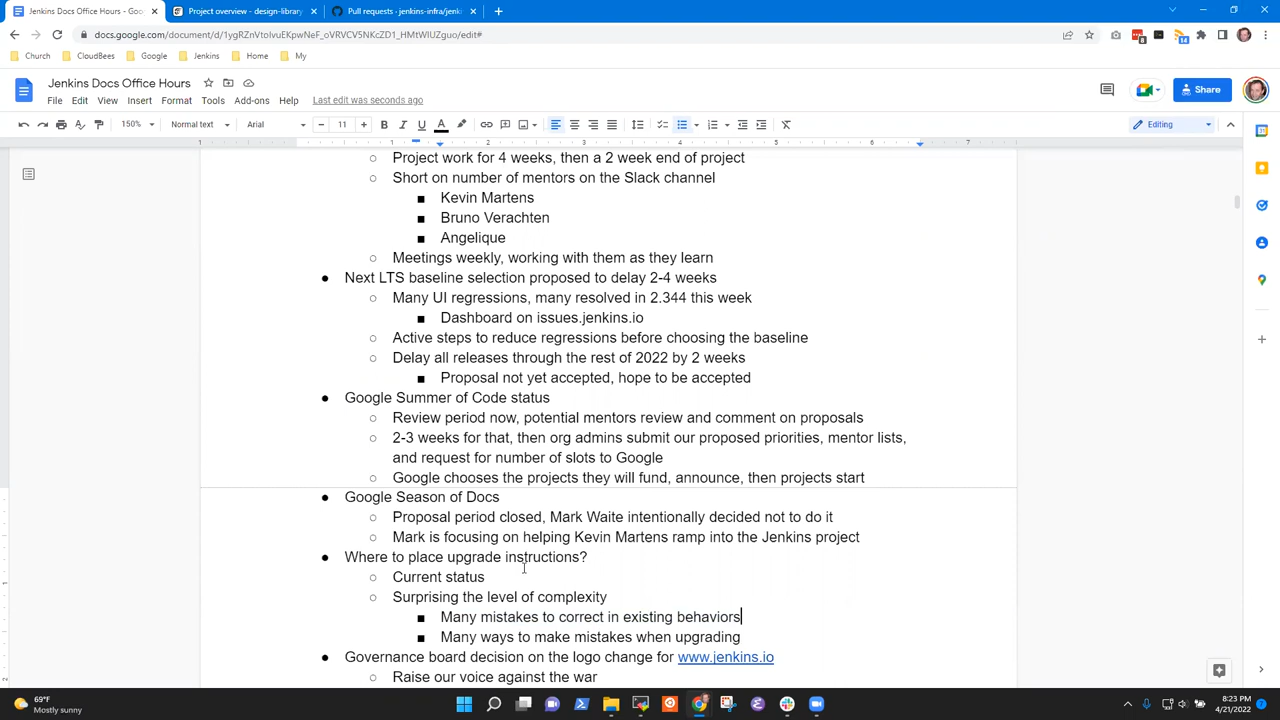 Jenkins Docs Office Hours - Goo
Project overview - design-library
Pull requests · jenkins-infra/jenki
docs.google.com/document/d/1ygRZnVtoIvuEKpwNeF_oVRVCV5NKcZD1_HMtWIUZguo/edit#
Church
CloudBees
Google
Jenkins
Home
My
Jenkins Docs Office Hours
File Edit View Insert Format Tools Add-ons Help Last edit was seconds ago
Share
150% Normal text Arial 11 Editing
Project work for 4 weeks, then a 2 week end of project
Short on number of mentors on the Slack channel
Kevin Martens
Bruno Verachten
Angelique
Meetings weekly, working with them as they learn
Next LTS baseline selection proposed to delay 2-4 weeks
Many UI regressions, many resolved in 2.344 this week
Dashboard on issues.jenkins.io
Active steps to reduce regressions before choosing the baseline
Delay all releases through the rest of 2022 by 2 weeks
Proposal not yet accepted, hope to be accepted
Google Summer of Code status
Review period now, potential mentors review and comment on proposals
2-3 weeks for that, then org admins submit our proposed priorities, mentor lists,
and request for number of slots to Google
Google chooses the projects they will fund, announce, then projects start
Google Season of Docs
Proposal period closed, Mark Waite intentionally decided not to do it
Mark is focusing on helping Kevin Martens ramp into the Jenkins project
Where to place upgrade instructions?
Current status
Surprising the level of complexity
Many mistakes to correct in existing behaviors
Many ways to make mistakes when upgrading
Governance board decision on the logo change for www.jenkins.io
Raise our voice against the war
69°F
Mostly sunny
8:23 PM
4/21/2022